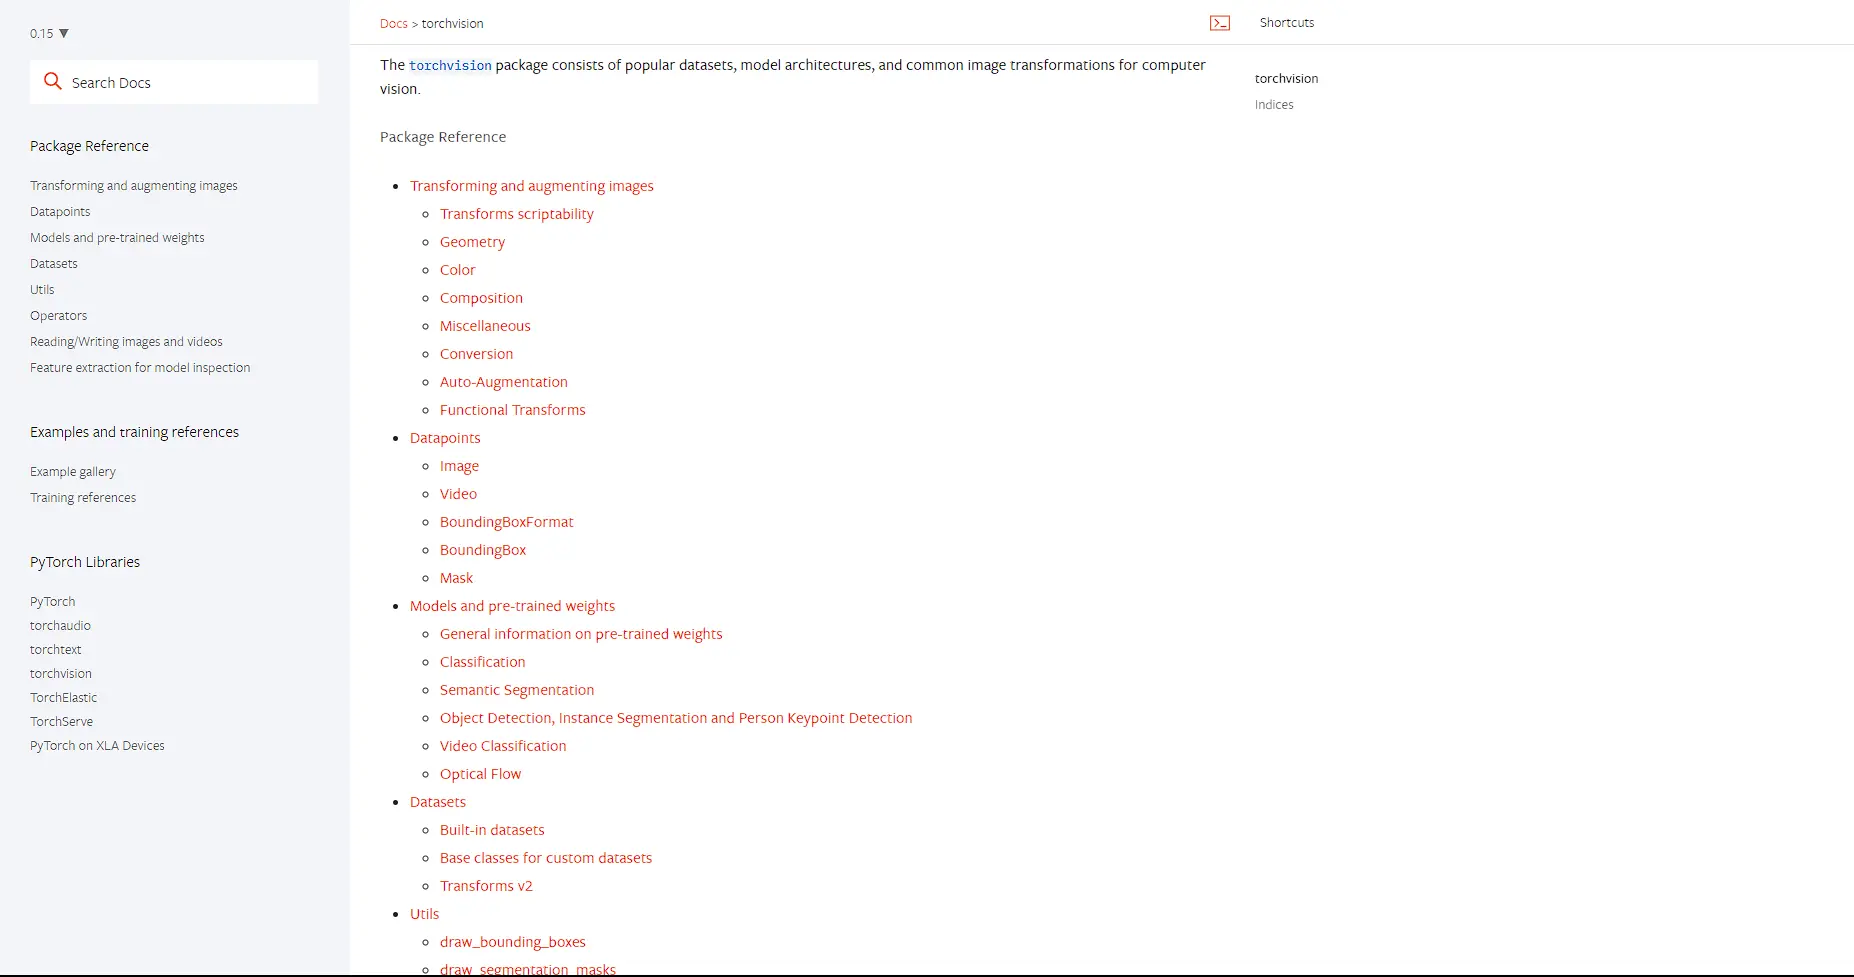 0.15 ▼
Search Docs
Package Reference
Transforming and augmenting images
Datapoints
Models and pre-trained weights
Datasets
Utils
Operators
Reading/Writing images and videos
Feature extraction for model inspection
Examples and training references
Example gallery
Training references
PyTorch Libraries
PyTorch
torchaudio
torchtext
torchvision
TorchElastic
TorchServe
PyTorch on XLA Devices
Docs > torchvision
Shortcuts
The torchvision package consists of popular datasets, model architectures, and common image transformations for computer
vision.
Package Reference
Transforming and augmenting images
Transforms scriptability
Geometry
Color
Composition
Miscellaneous
Conversion
Auto-Augmentation
Functional Transforms
Datapoints
Image
Video
BoundingBoxFormat
BoundingBox
Mask
Models and pre-trained weights
General information on pre-trained weights
Classification
Semantic Segmentation
Object Detection, Instance Segmentation and Person Keypoint Detection
Video Classification
Optical Flow
Datasets
Built-in datasets
Base classes for custom datasets
Transforms v2
Utils
draw_bounding_boxes
draw_segmentation_masks
torchvision
Indices